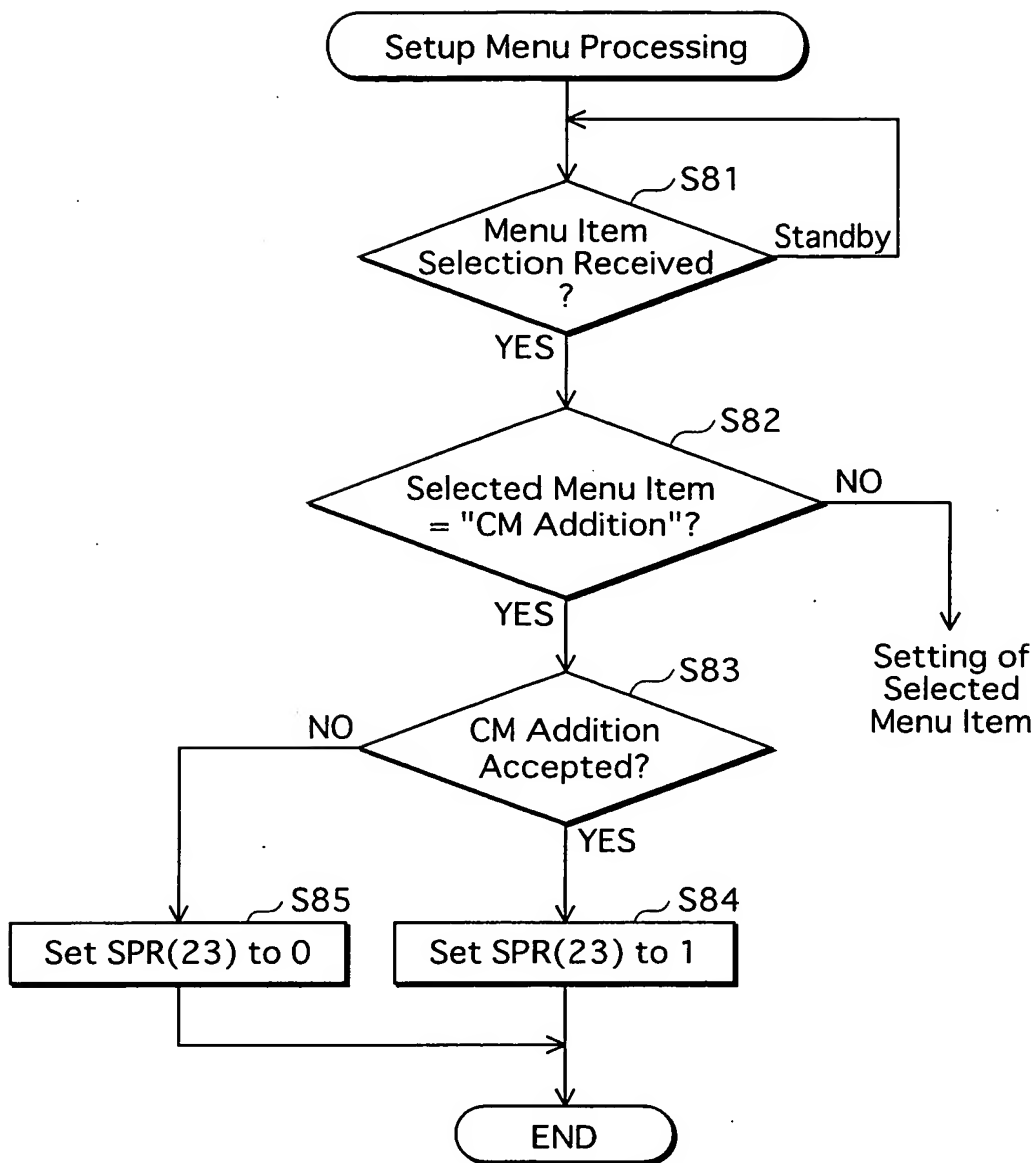 Setup Menu Processing
S81
Menu Item
Selection Received
?
Standby
YES
S82
Selected Menu Item
= "CM Addition"?
NO
YES
Setting of
Selected
Menu Item
S83
CM Addition
Accepted?
NO
YES
S85
Set SPR(23) to 0
S84
Set SPR(23) to 1
END